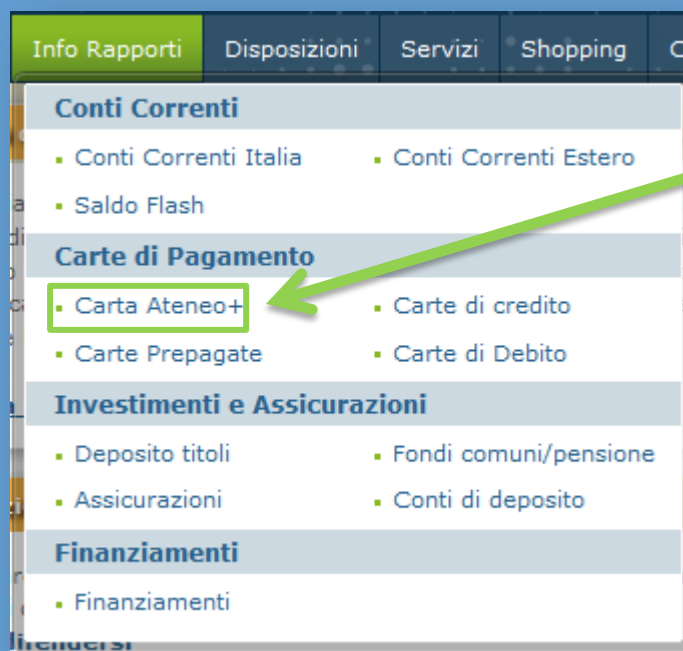 Info Rapporti Disposizioni Servizi Shopping
Conti Correnti
Conti Correnti Italia Conti Correnti Estero
Saldo Flash
Carte di Pagamento
Carta Ateneo+ Carte di credito
Carte Prepagate Carte di Debito
Investimenti e Assicurazioni
Deposito titoli Fondi comuni/pensione
Assicurazioni Conti di deposito
Finanziamenti
Finanziamenti